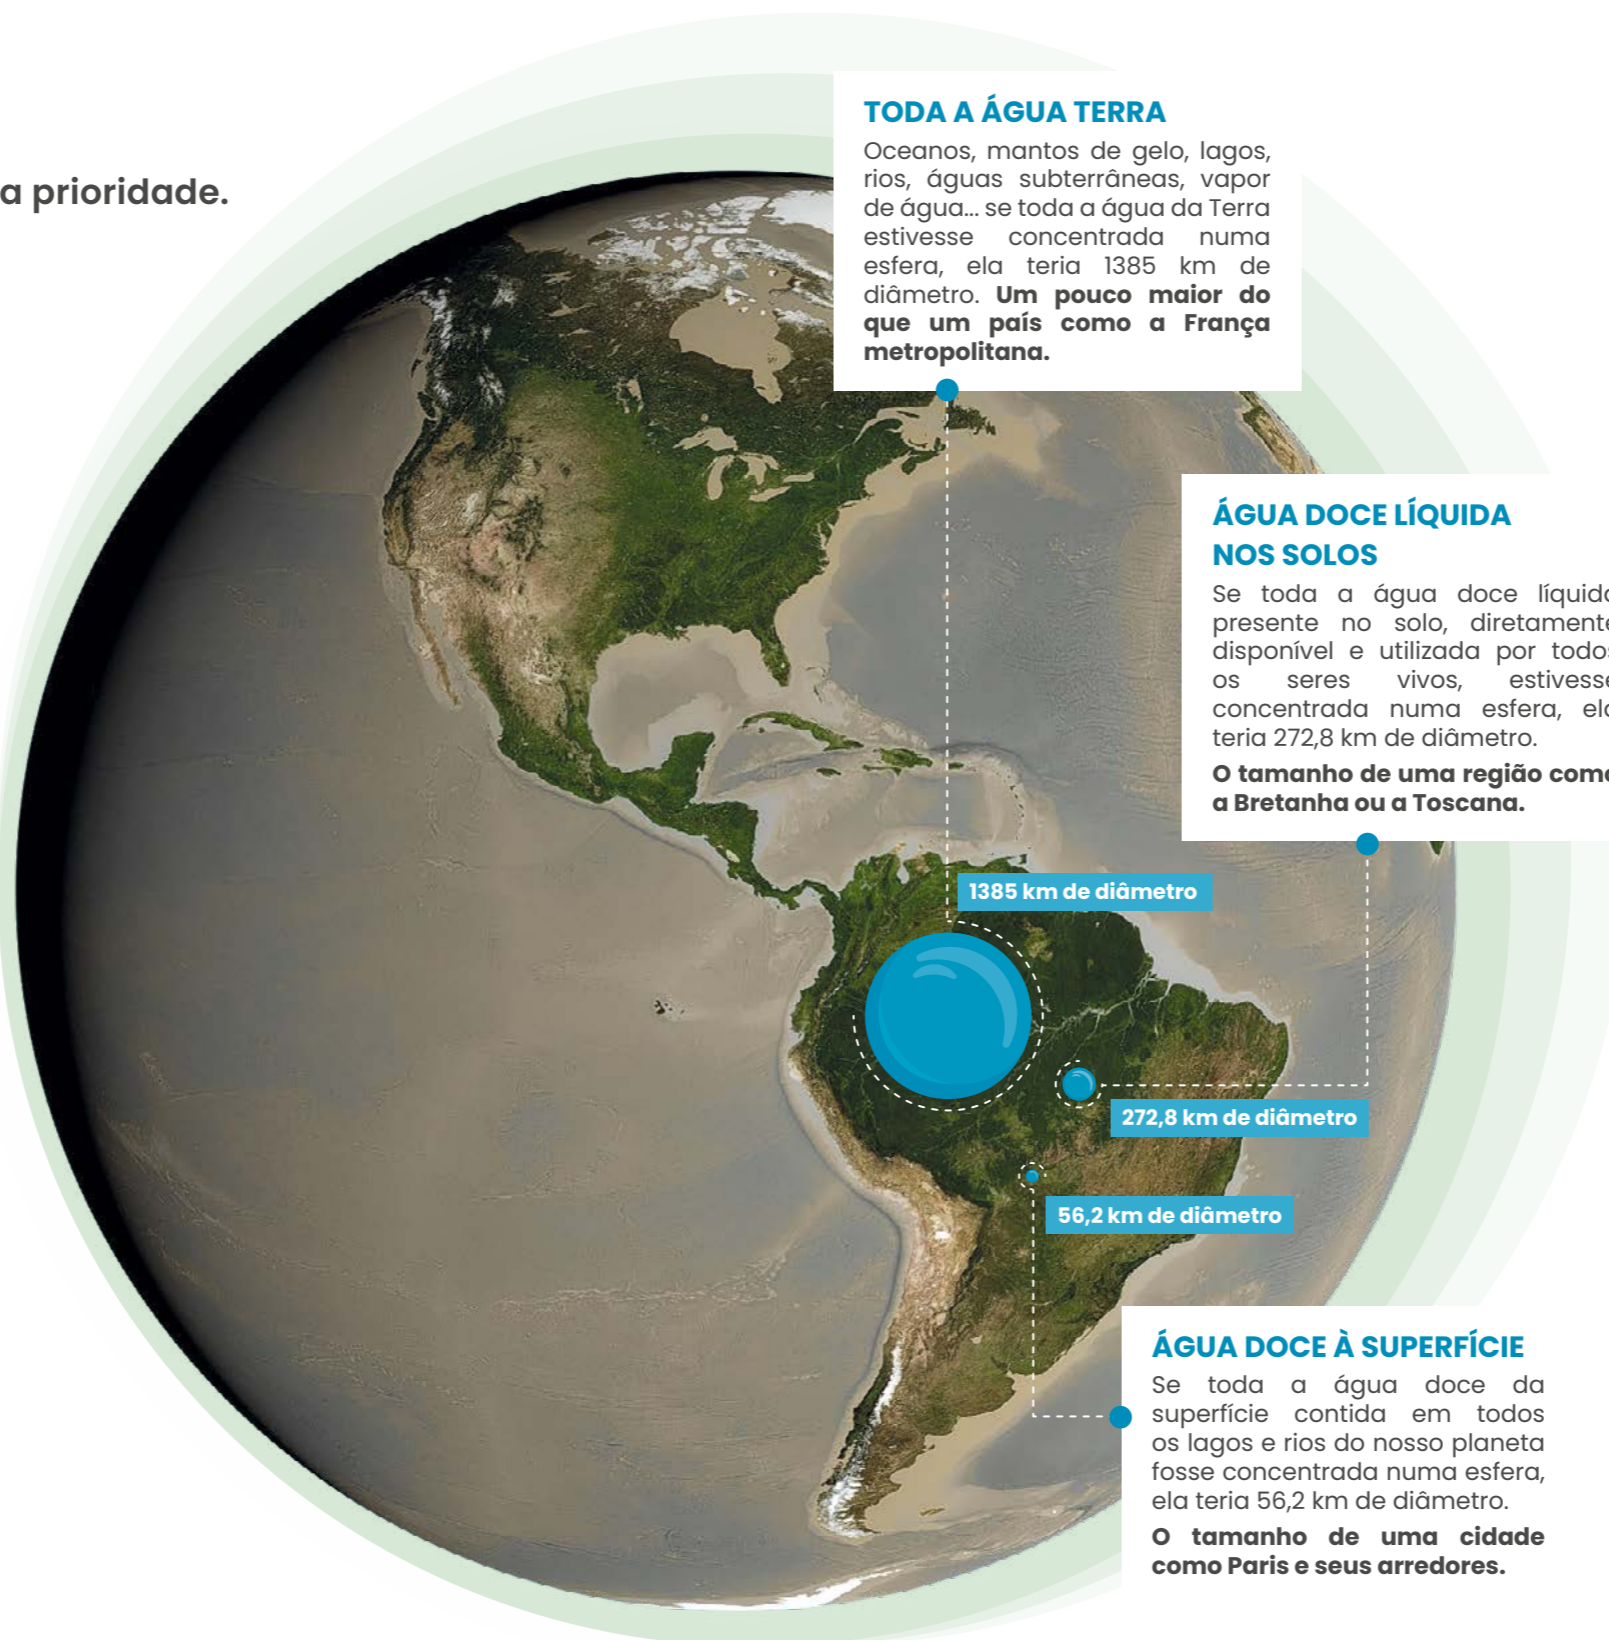 a prioridade.
TODA A ÁGUA TERRA
Oceanos, mantos de gelo, lagos,
rios, águas subterrâneas, vapor
de água... se toda a água da Terra
estivesse concentrada numa
esfera, ela teria 1385 km de
diâmetro. Um pouco maior do
que um país como a França
metropolitana.
ÁGUA DOCE LÍQUIDA
NOS SOLOS
Se toda a água doce líquida
presente no solo, diretamente
disponível e utilizada por todos
os seres vivos, estivesse
concentrada numa esfera, ela
teria 272,8 km de diâmetro.
O tamanho de uma região como
a Bretanha ou a Toscana.
1385 km de diâmetro
272,8 km de diâmetro
56,2 km de diâmetro
ÁGUA DOCE À SUPERFÍCIE
Se toda a água doce da
superfície contida em todos
os lagos e rios do nosso planeta
fosse concentrada numa esfera,
ela teria 56,2 km de diâmetro.
O tamanho de uma cidade
como Paris e seus arredores.